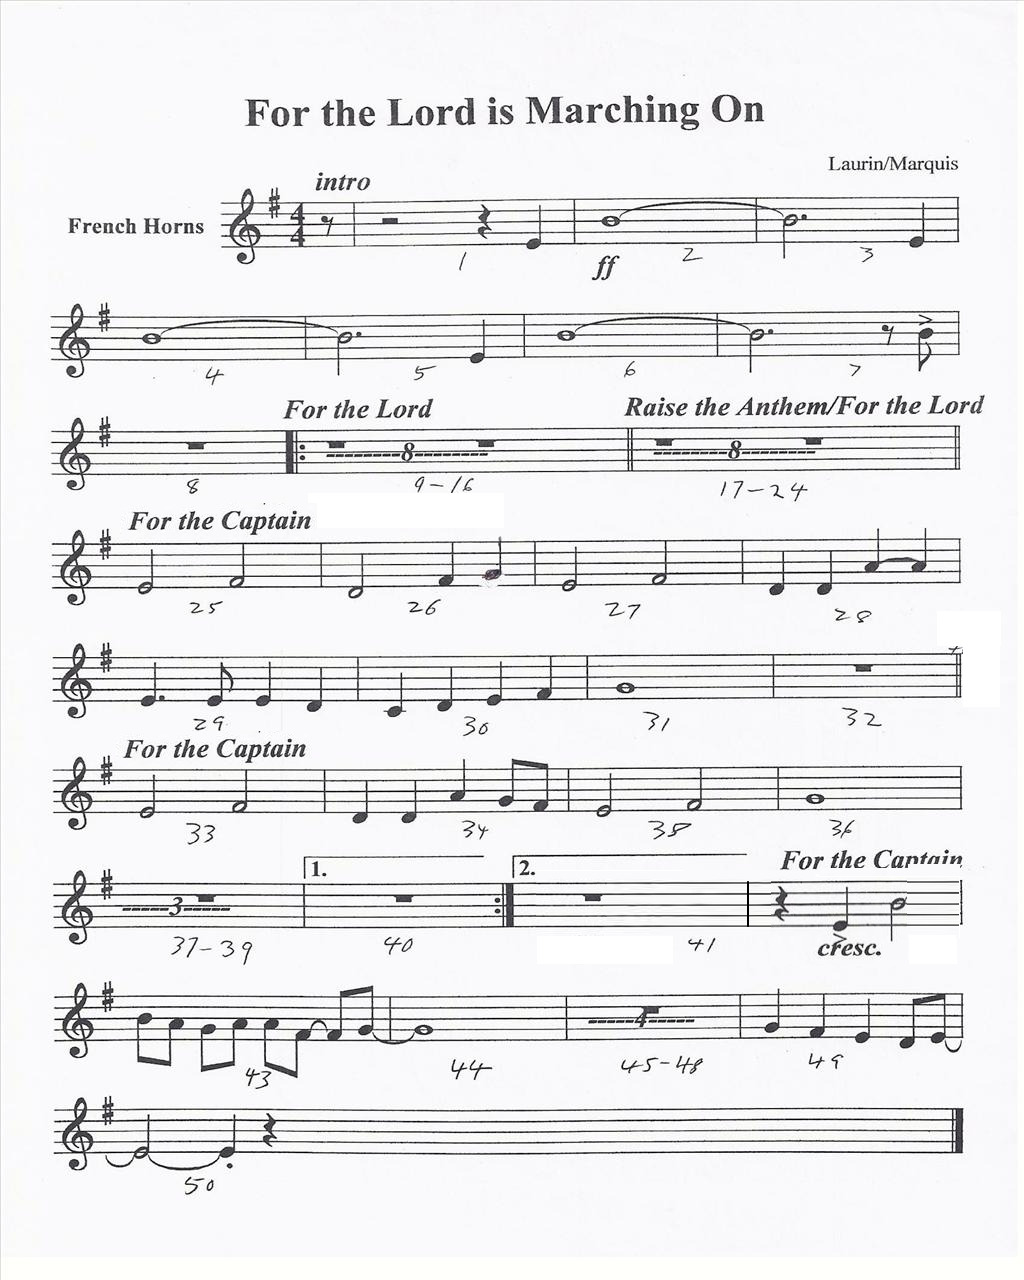 For the Lord is Marching On
Laurin/Marquis
intro
French Horns
4
4
1 2 3
ff
4 5 6 7
For the Lord Raise the Anthem/For the Lord
8 8
8 9-16 17-24
For the Captain
25 26 27 28
29 30 31 32
For the Captain
33 34 35 36
1. 2. For the Captain
3
37-39 40 41 cresc.
4
43 44 45-48 49
50